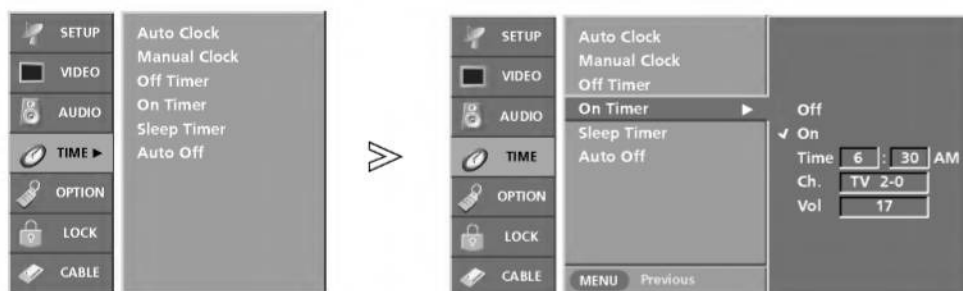 SETUP
VIDEO
AUDIO
TIME ►
OPTION
LOCK
CABLE
Auto Clock
Manual Clock
Off Timer
On Timer
Sleep Timer
Auto Off
>>
SETUP
VIDEO
AUDIO
TIME
OPTION
LOCK
CABLE
Auto Clock
Manual Clock
Off Timer
On Timer ►
Sleep Timer
Auto Off
MENU Previous
Off
✔ On
Time 6 : 30 AM
Ch. TV 2-0
Vol 17